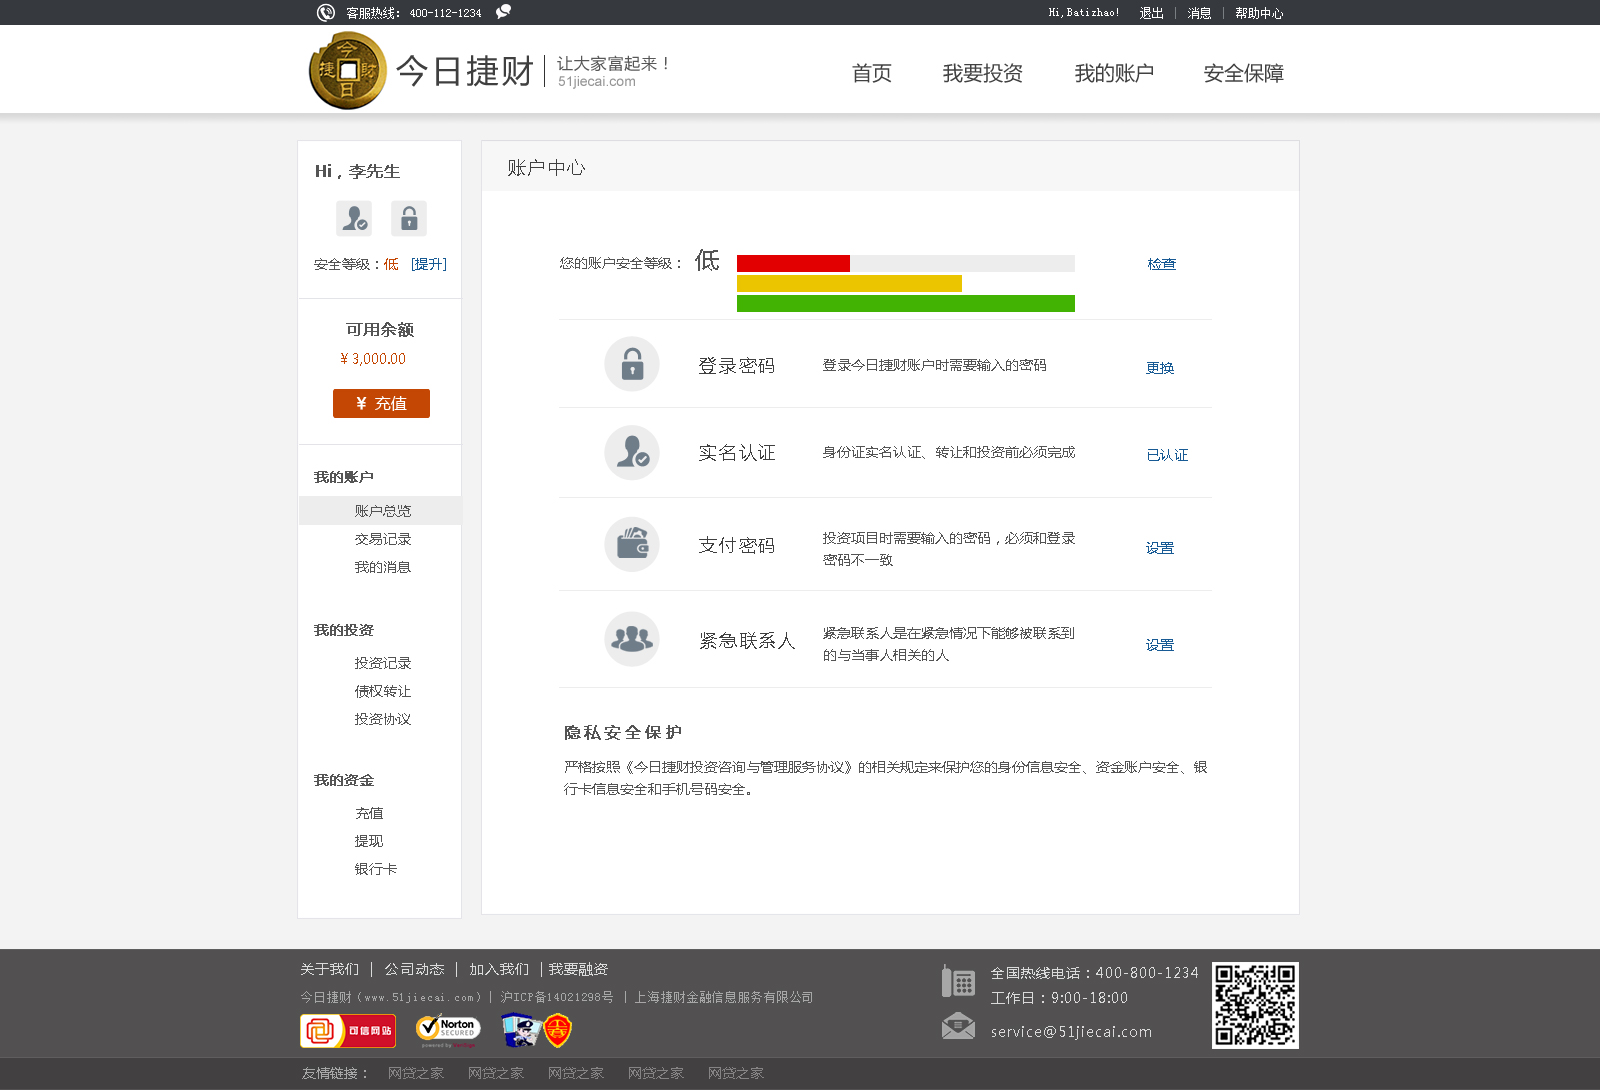 客服热线： 400-112-1234
Hi,Batizhao! 退出 | 消息 | 帮助中心
今日捷财
今日捷财 | 让大家富起来！
51jiecai.com
首页 我要投资 我的账户 安全保障
Hi，李先生
安全等级：低 [提升]
可用余额
¥ 3,000.00
¥ 充值
我的账户
账户总览
交易记录
我的消息
我的投资
投资记录
债权转让
投资协议
我的资金
充值
提现
银行卡
账户中心
您的账户安全等级： 低 检查
登录密码 登录今日捷财账户时需要输入的密码 更换
实名认证 身份证实名认证、转让和投资前必须完成 已认证
支付密码 投资项目时需要输入的密码，必须和登录
密码不一致 设置
紧急联系人 紧急联系人是在紧急情况下能够被联系到
的与当事人相关的人 设置
隐私安全保护
严格按照《今日捷财投资咨询与管理服务协议》的相关规定来保护您的身份信息安全、资金账户安全、银
行卡信息安全和手机号码安全。
关于我们 | 公司动态 | 加入我们 | 我要融资
今日捷财（www.51jiecai.com）| 沪ICP备14021298号 | 上海捷财金融信息服务有限公司
可信网站
Norton
SECURED
powered by VeriSign
全国热线电话：400-800-1234
工作日：9:00-18:00
service@51jiecai.com
友情链接： 网贷之家 网贷之家 网贷之家 网贷之家 网贷之家